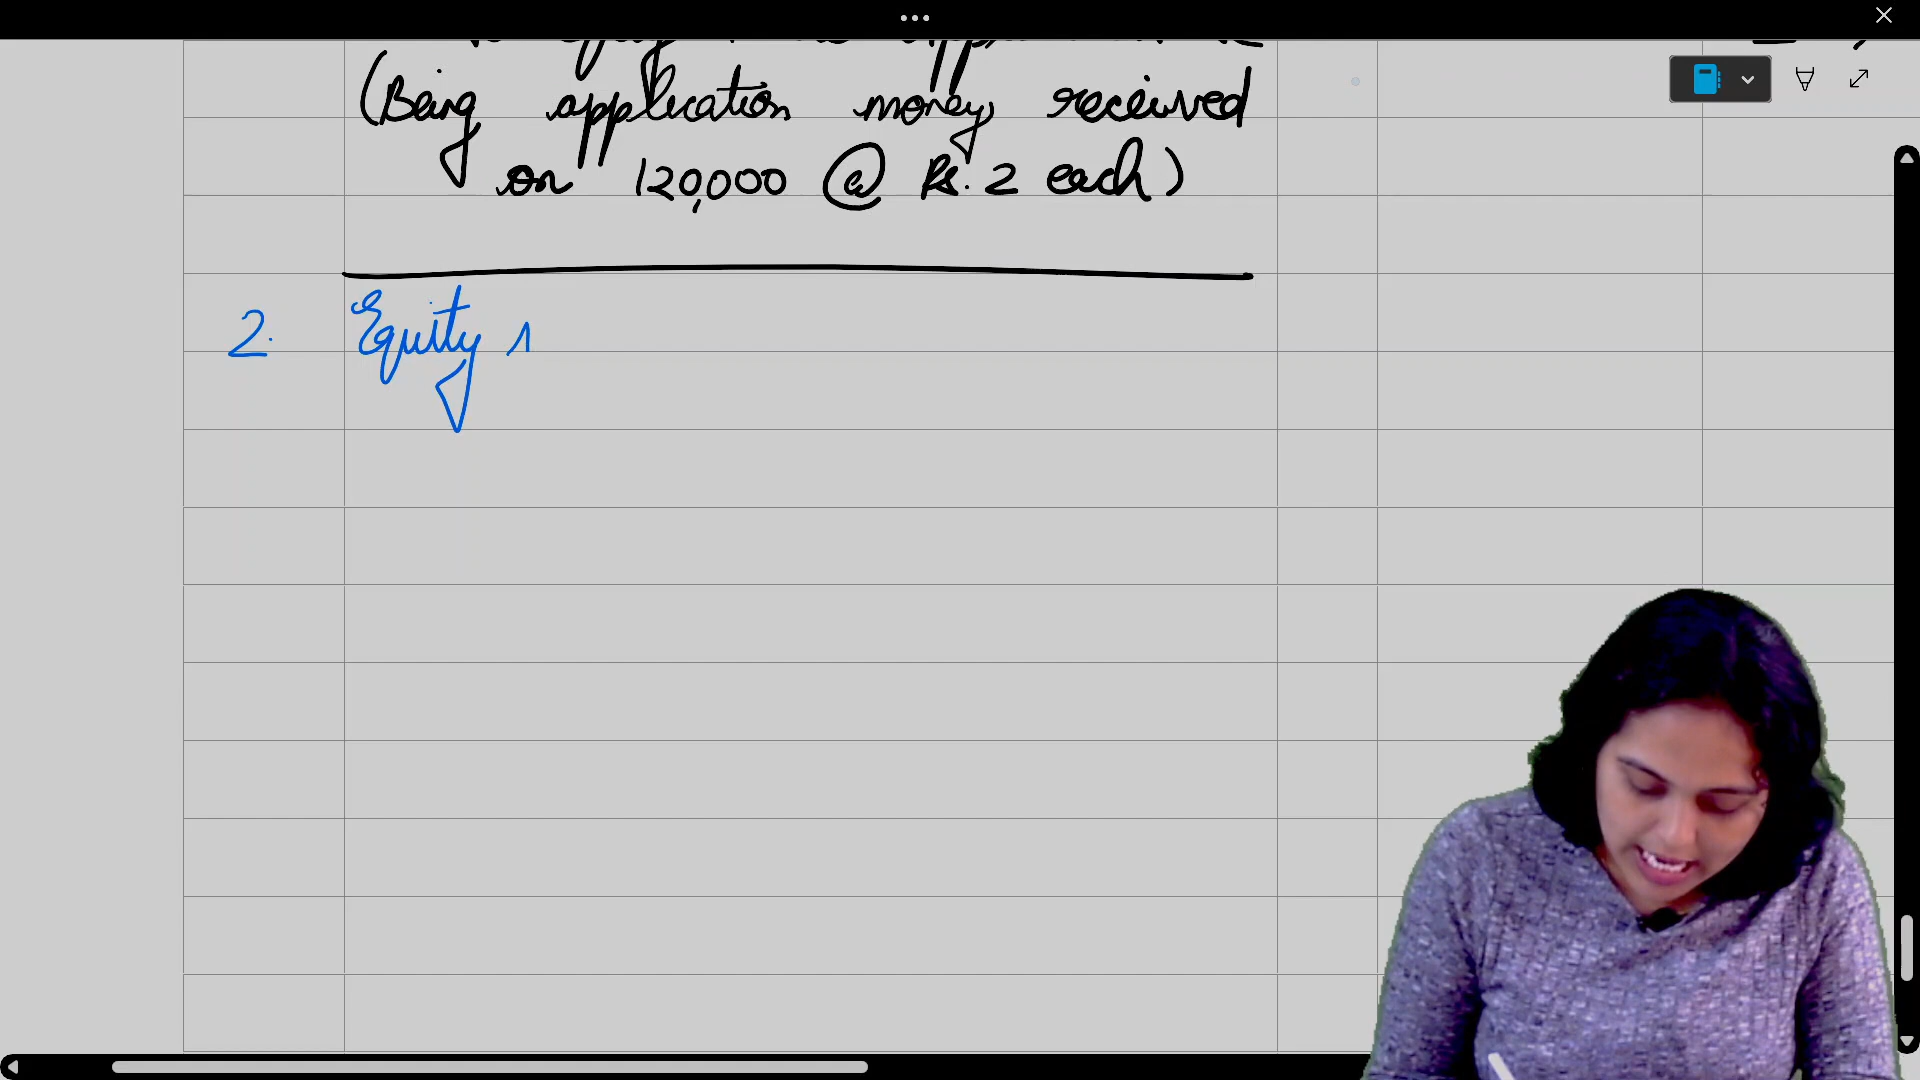 (Being application money received
on 120,000 @ Rs. 2 each)
2. Equity